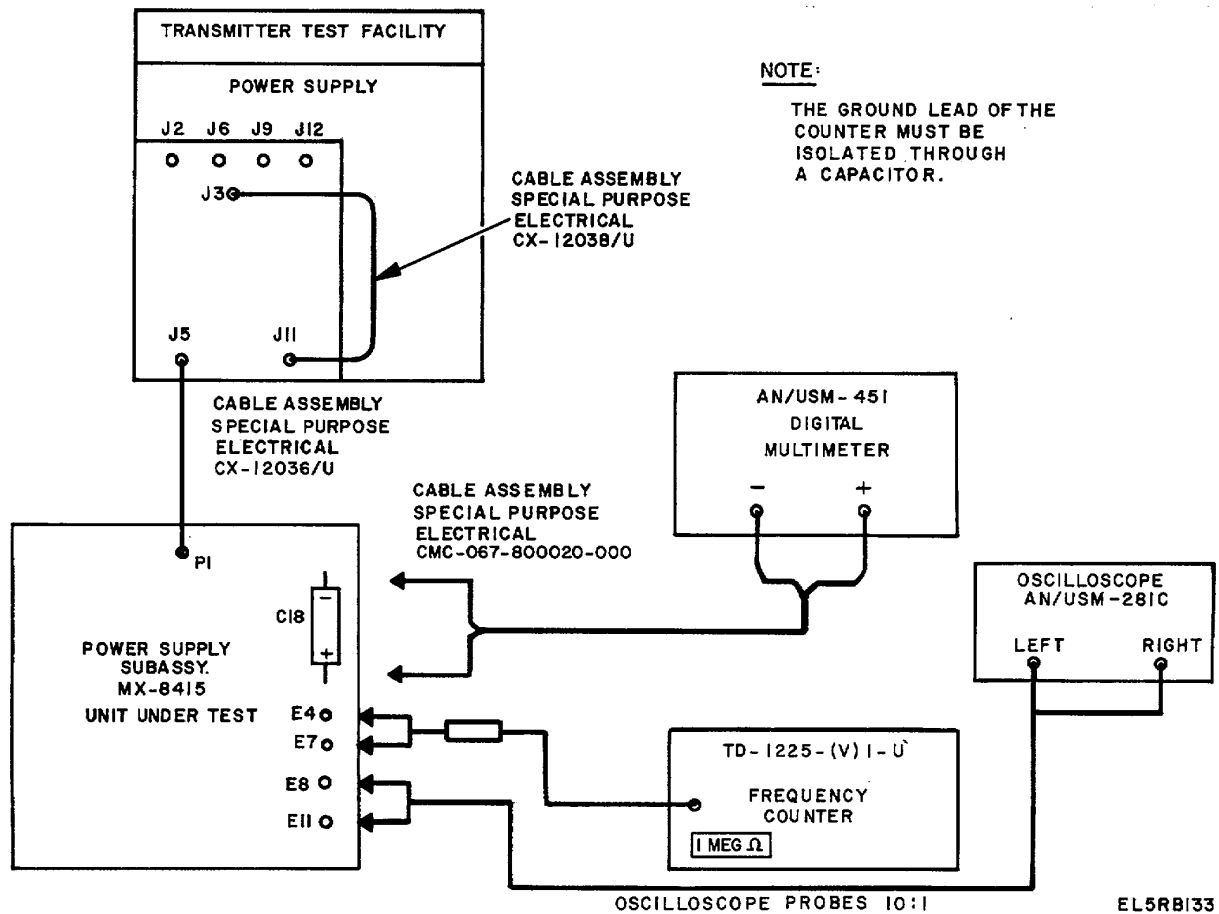 TRANSMITTER TEST FACILITY
POWER SUPPLY
J2 J6 J9 J12
J3
J5
J11
NOTE:
THE GROUND LEAD OF THE
COUNTER MUST BE
ISOLATED THROUGH
A CAPACITOR.
CABLE ASSEMBLY
SPECIAL PURPOSE
ELECTRICAL
CX-12038/U
CABLE ASSEMBLY
SPECIAL PURPOSE
ELECTRICAL
CX-12036/U
AN/USM-451
DIGITAL
MULTIMETER
- +
CABLE ASSEMBLY
SPECIAL PURPOSE
ELECTRICAL
CMC-067-800020-000
P1
-
C18
+
POWER SUPPLY
SUBASSY.
MX-8415
UNIT UNDER TEST
E4
E7
E8
E11
OSCILLOSCOPE
AN/USM-281C
LEFT RIGHT
TD-1225-(V)1-U
FREQUENCY
COUNTER
1 MEG Ω
OSCILLOSCOPE PROBES 10:1
EL5RB133